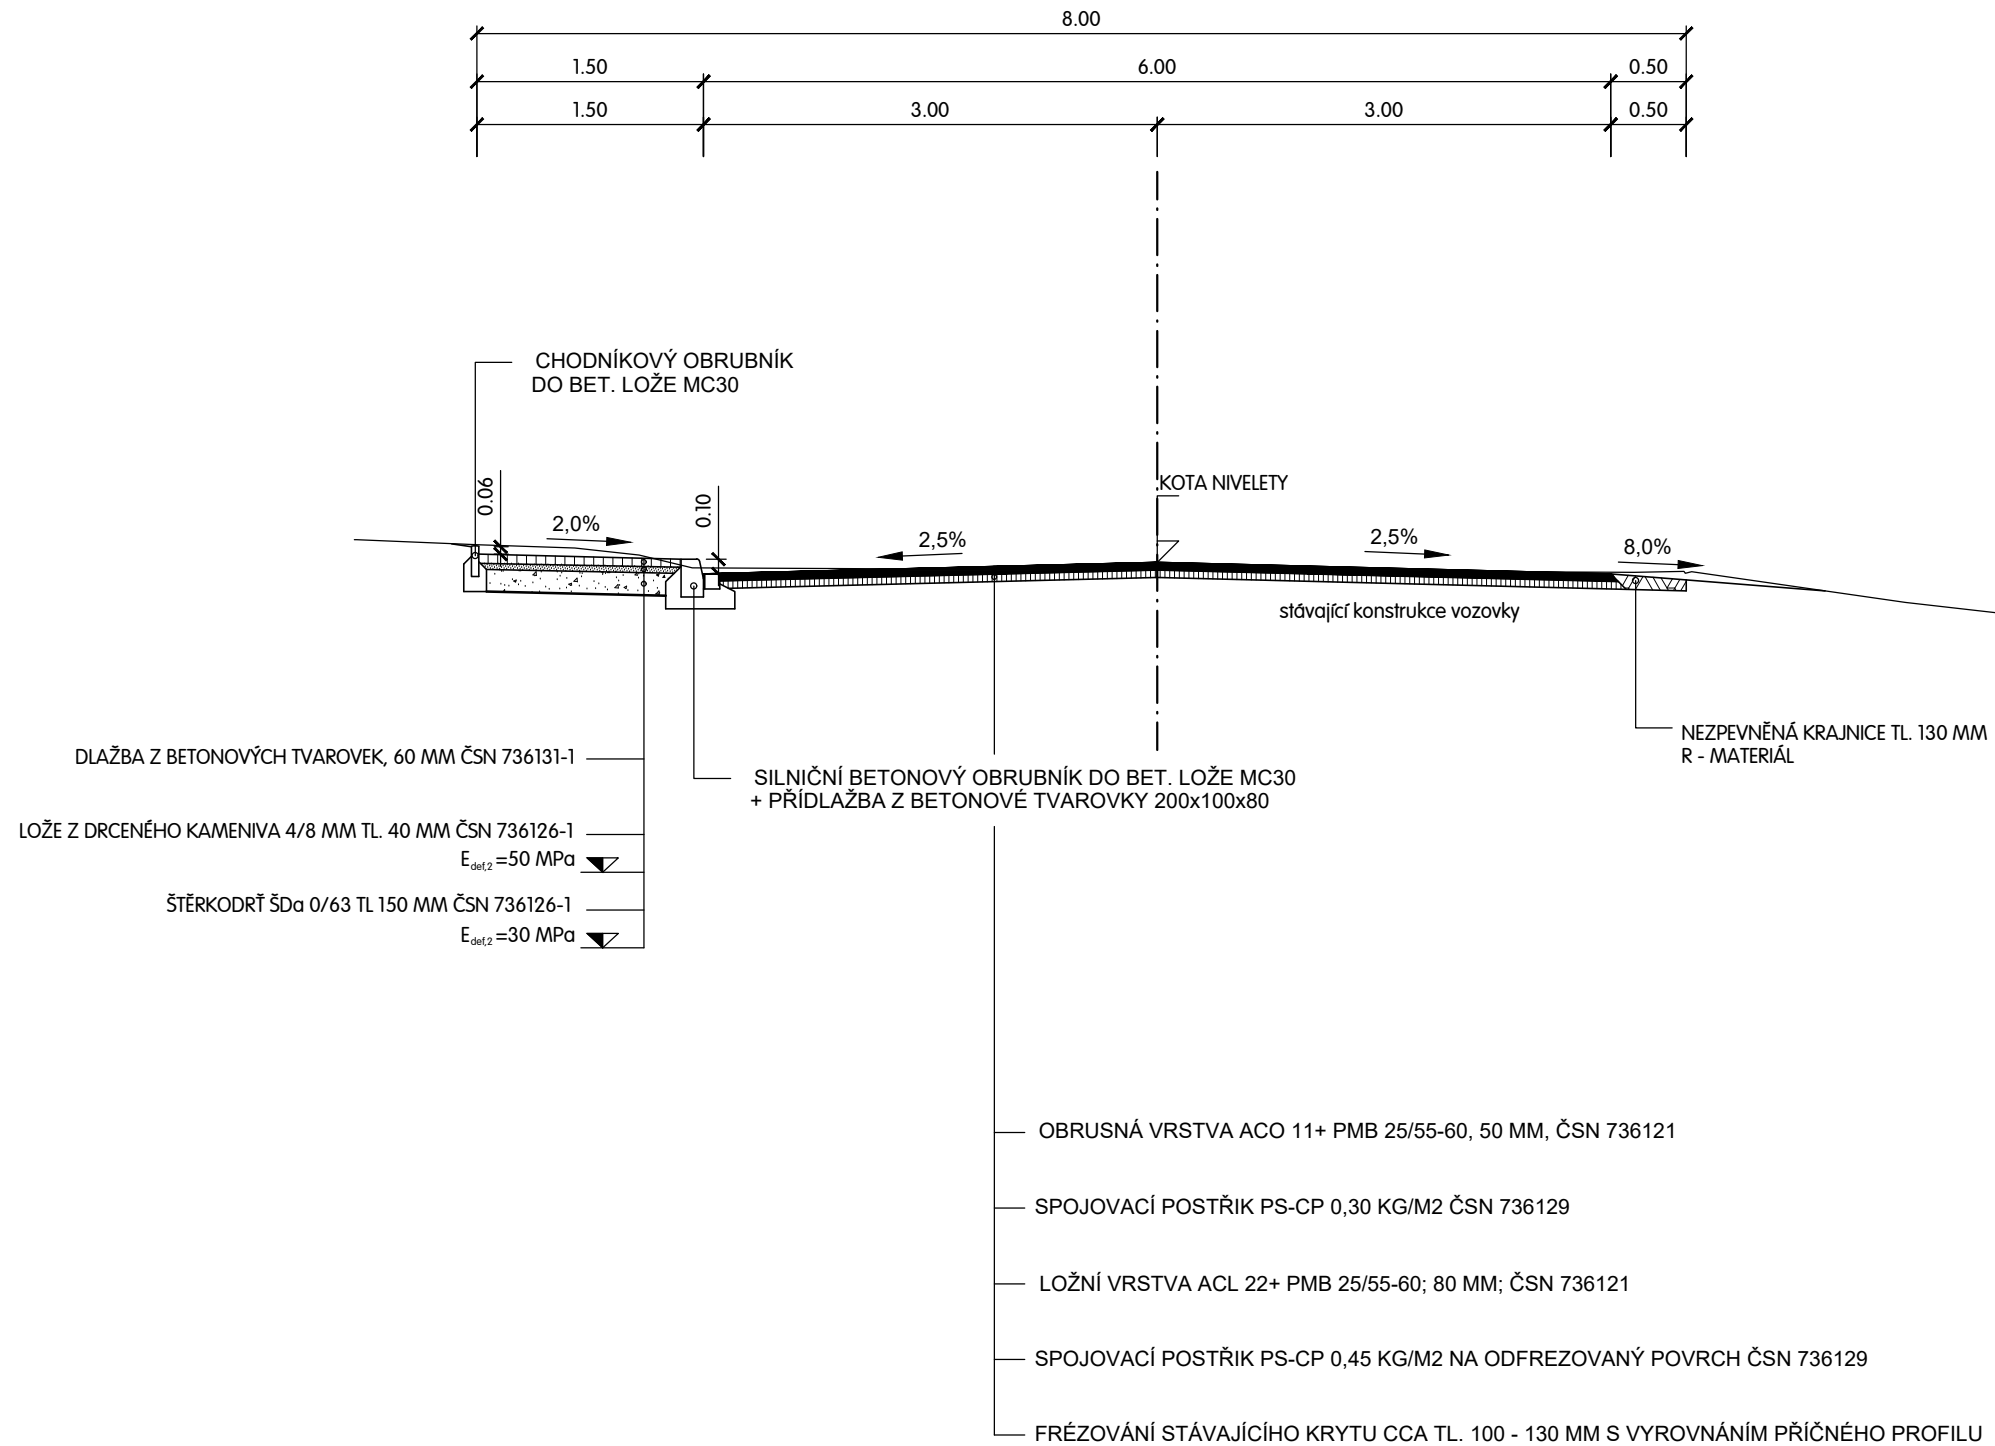 8.00
1.50 6.00 0.50
1.50 3.00 3.00 0.50
CHODNÍKOVÝ OBRUBNÍK
DO BET. LOŽE MC30
0.06
2,0%
0.10
KOTA NIVELETY
2,5%
2,5%
8,0%
stávající konstrukce vozovky
NEZPEVNĚNÁ KRAJNICE TL. 130 MM
R - MATERIÁL
DLAŽBA Z BETONOVÝCH TVAROVEK, 60 MM ČSN 736131-1
LOŽE Z DRCENÉHO KAMENIVA 4/8 MM TL. 40 MM ČSN 736126-1
Edef,2 =50 MPa
ŠTĚRKODRŤ ŠDa 0/63 TL 150 MM ČSN 736126-1
Edef,2 =30 MPa
SILNIČNÍ BETONOVÝ OBRUBNÍK DO BET. LOŽE MC30
+ PŘÍDLAŽBA Z BETONOVÉ TVAROVKY 200x100x80
OBRUSNÁ VRSTVA ACO 11+ PMB 25/55-60, 50 MM, ČSN 736121
SPOJOVACÍ POSTŘIK PS-CP 0,30 KG/M2 ČSN 736129
LOŽNÍ VRSTVA ACL 22+ PMB 25/55-60; 80 MM; ČSN 736121
SPOJOVACÍ POSTŘIK PS-CP 0,45 KG/M2 NA ODFREZOVANÝ POVRCH ČSN 736129
FRÉZOVÁNÍ STÁVAJÍCÍHO KRYTU CCA TL. 100 - 130 MM S VYROVNÁNÍM PŘÍČNÉHO PROFILU